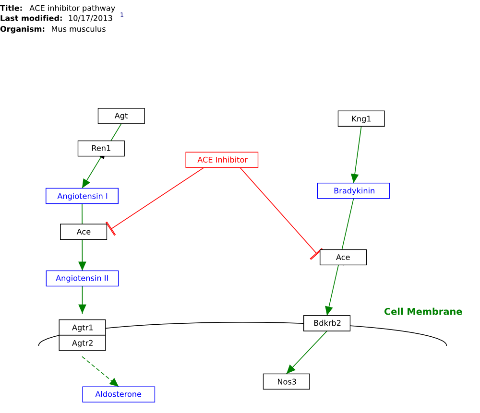 Title: ACE inhibitor pathway
Last modified: 10/17/2013 1
Organism: Mus musculus
Agt
Kng1
Ren1
ACE Inhibitor
Angiotensin I
Bradykinin
Ace
Ace
Angiotensin II
Cell Membrane
Agtr1
Bdkrb2
Agtr2
Nos3
Aldosterone